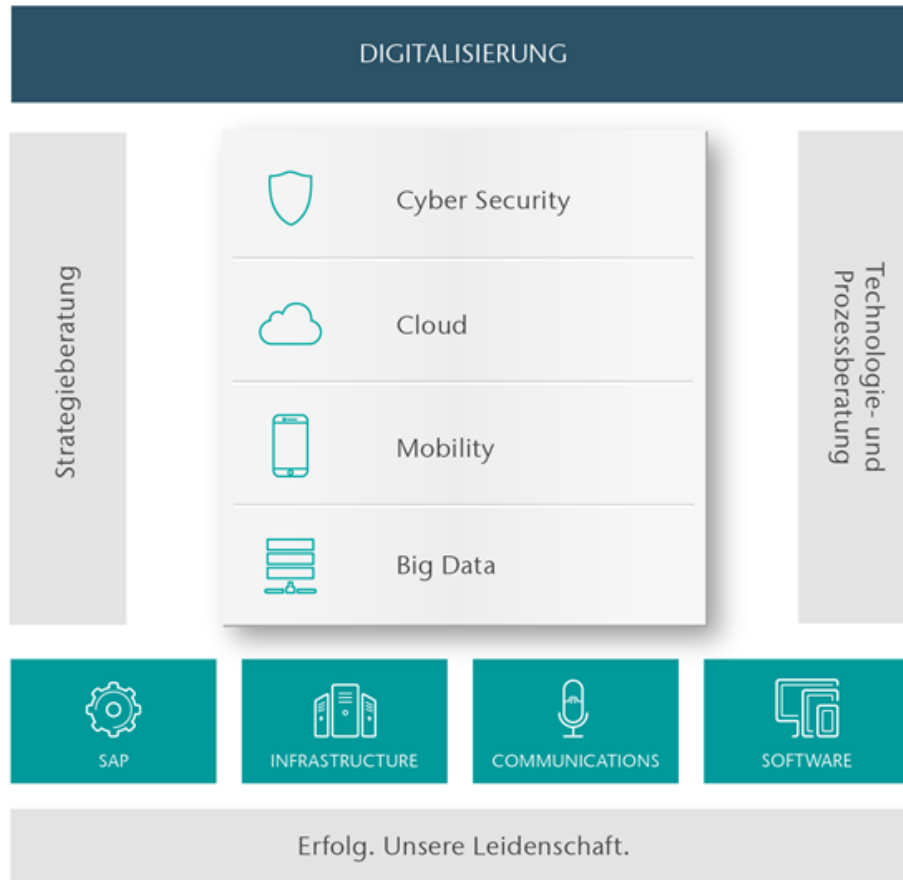 DIGITALISIERUNG
Strategieberatung
Cyber Security
Cloud
Mobility
Big Data
Technologie- und
Prozessberatung
SAP
INFRASTRUCTURE
COMMUNICATIONS
SOFTWARE
Erfolg. Unsere Leidenschaft.